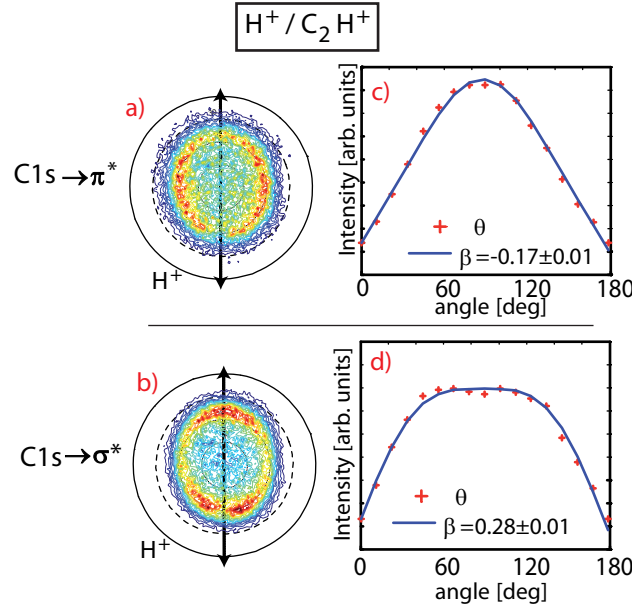 H⁺ / C₂ H⁺
a)
C1s → π*
H⁺
c)
Intensity [arb. units]
+ θ
β =-0.17±0.01
0 60 120 180
angle [deg]
b)
C1s → σ*
H⁺
d)
Intensity [arb. units]
+ θ
β =0.28±0.01
0 60 120 180
angle [deg]